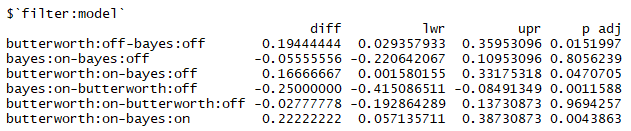 $`filter:model`
diff lwr upr p adj
butterworth:off-bayes:off 0.19444444 0.029357933 0.35953096 0.0151997
bayes:on-bayes:off -0.05555556 -0.220642067 0.10953096 0.8056239
butterworth:on-bayes:off 0.16666667 0.001580155 0.33175318 0.0470705
bayes:on-butterworth:off -0.25000000 -0.415086511 -0.08491349 0.0011588
butterworth:on-butterworth:off -0.02777778 -0.192864289 0.13730873 0.9694257
butterworth:on-bayes:on 0.22222222 0.057135711 0.38730873 0.0043863